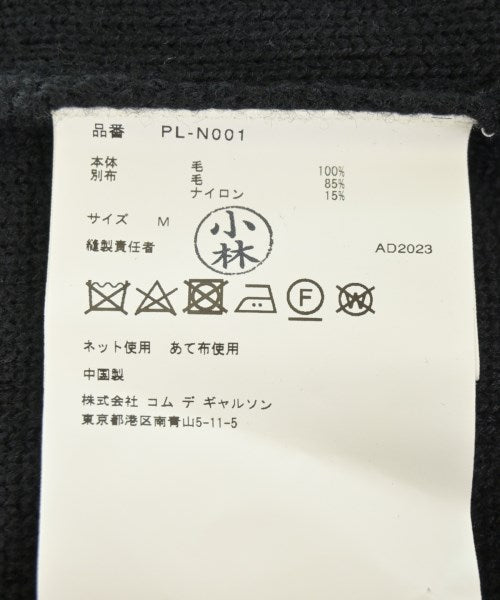 品番 PL-N001
本体 毛 100%
別布 毛 85%
ナイロン 15%
サイズ M
小林
縫製責任者 AD2023
F W
ネット使用 あて布使用
中国製
株式会社 コム デ ギャルソン
東京都港区南青山5-11-5